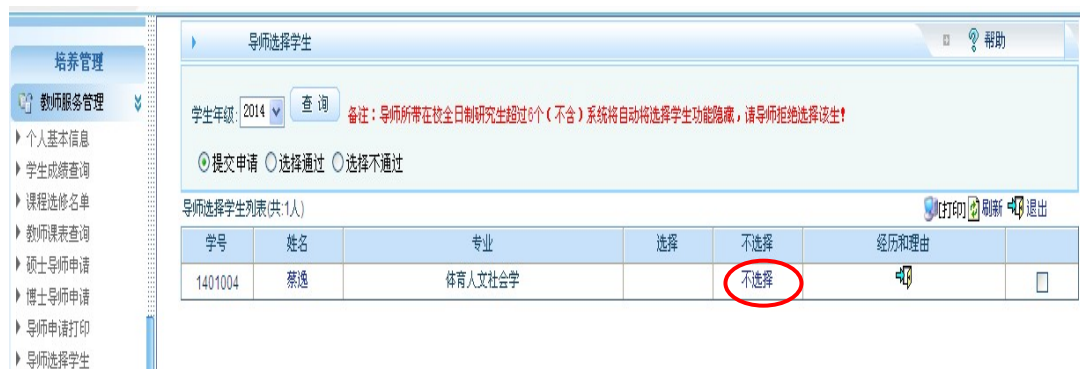 培养管理
教师服务管理
个人基本信息
学生成绩查询
课程选修名单
教师课表查询
硕士导师申请
博士导师申请
导师申请打印
导师选择学生
导师选择学生
帮助
学生年级: 2014 查 询 备注：导师所带在校全日制研究生超过6个(不含)系统将自动将选择学生功能隐藏，请导师拒绝选择该生！
提交申请 选择通过 选择不通过
导师选择学生列表(共:1人) [打印] 刷新 退出
学号 姓名 专业 选择 不选择 经历和理由
1401004 蔡逸 体育人文社会学 不选择